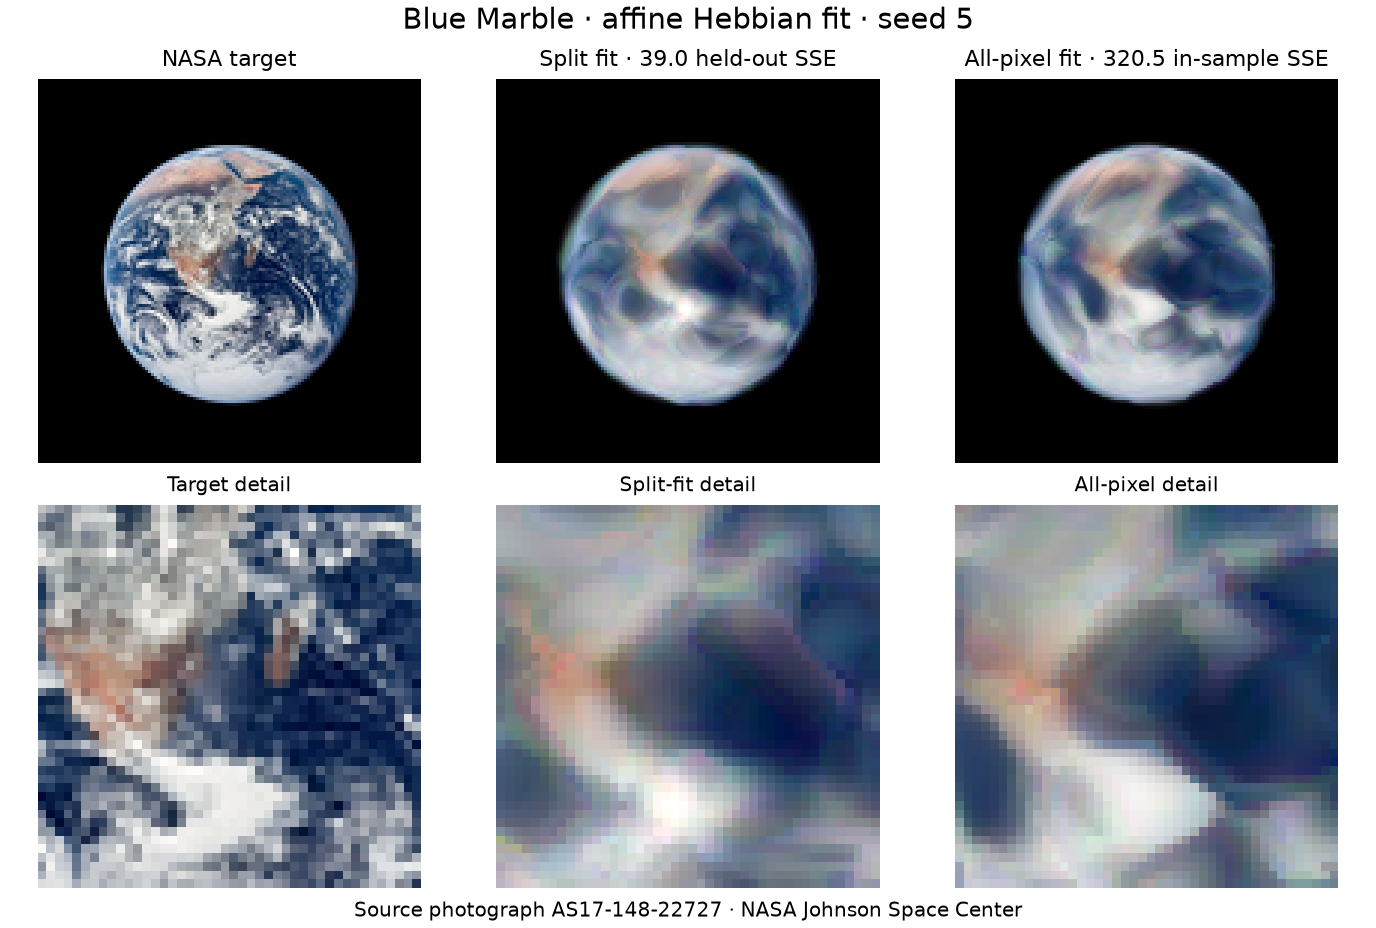 Blue Marble · affine Hebbian fit · seed 5
NASA target
Split fit · 39.0 held-out SSE
All-pixel fit · 320.5 in-sample SSE
Target detail
Split-fit detail
All-pixel detail
Source photograph AS17-148-22727 · NASA Johnson Space Center